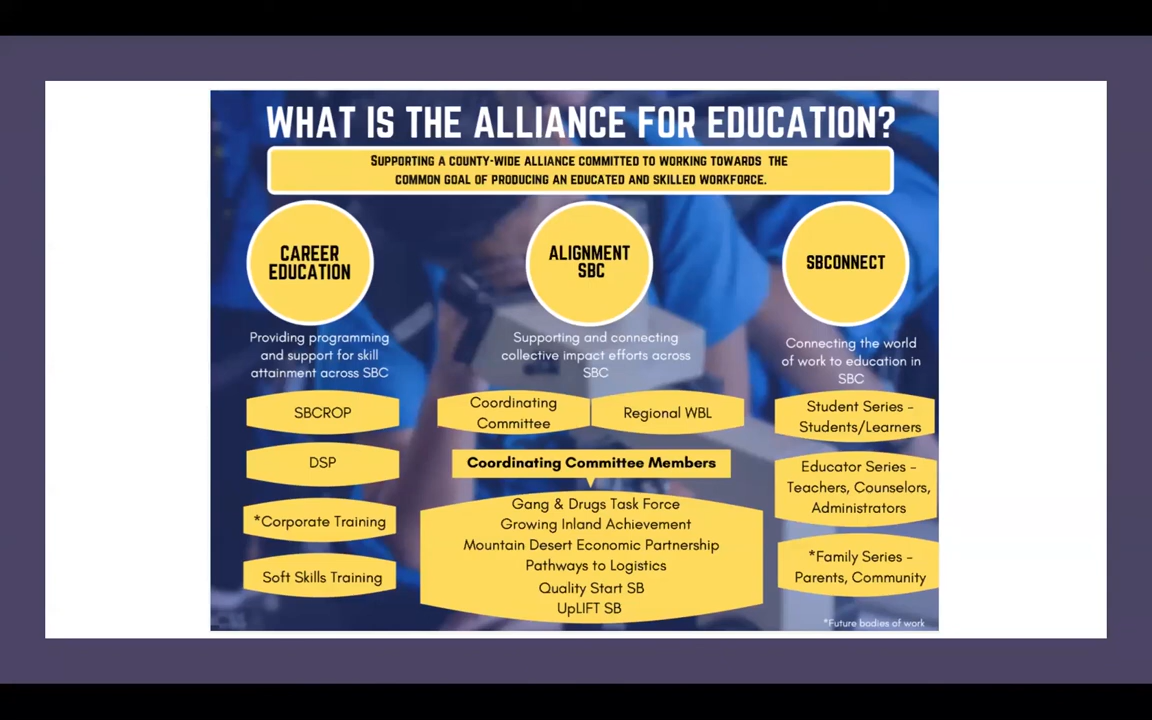 WHAT IS THE ALLIANCE FOR EDUCATION?
SUPPORTING A COUNTY-WIDE ALLIANCE COMMITTED TO WORKING TOWARDS THE
COMMON GOAL OF PRODUCING AN EDUCATED AND SKILLED WORKFORCE.
CAREER
EDUCATION
Providing programming
and support for skill
attainment across SBC
SBCROP
DSP
*Corporate Training
Soft Skills Training
ALIGNMENT
SBC
Supporting and connecting
collective impact efforts across
SBC
Coordinating
Committee
Regional WBL
Coordinating Committee Members
Gang & Drugs Task Force
Growing Inland Achievement
Mountain Desert Economic Partnership
Pathways to Logistics
Quality Start SB
UpLIFT SB
SBCONNECT
Connecting the world
of work to education in
SBC
Student Series -
Students/Learners
Educator Series -
Teachers, Counselors,
Administrators
*Family Series -
Parents, Community
*Future bodies of work